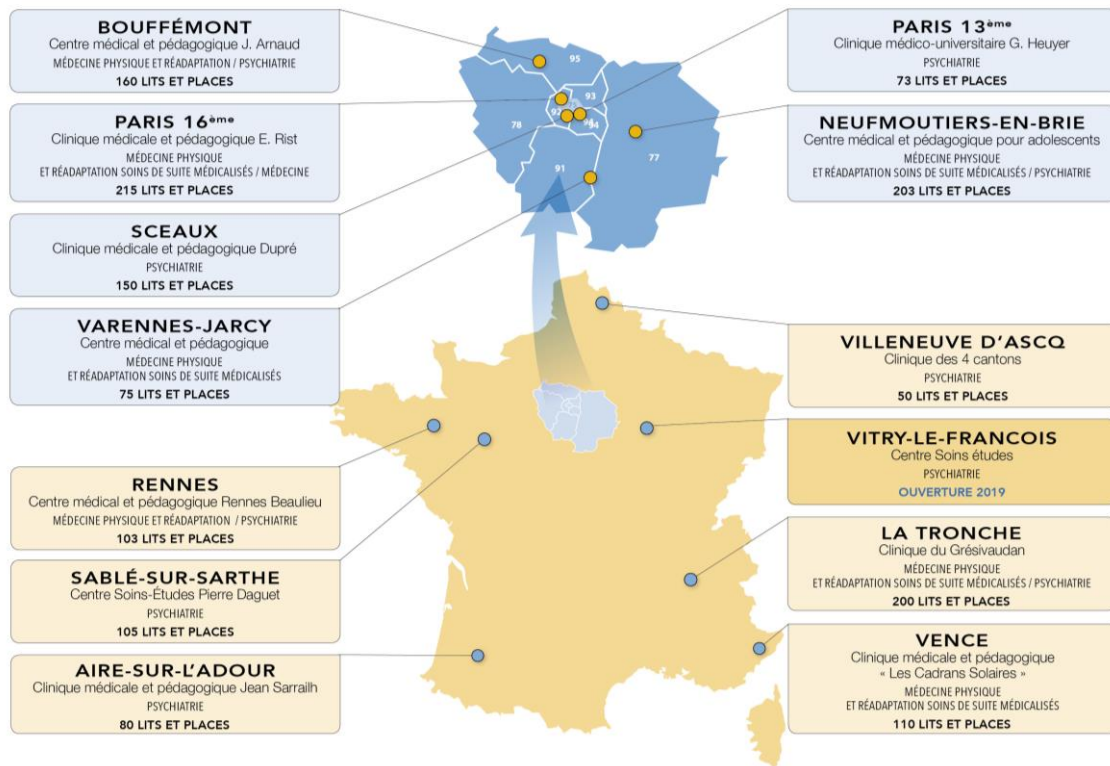 BOUFFÉMONT
Centre médical et pédagogique J. Arnaud
MÉDECINE PHYSIQUE ET RÉADAPTATION / PSYCHIATRIE
160 LITS ET PLACES
PARIS 16ème
Clinique médicale et pédagogique E. Rist
MÉDECINE PHYSIQUE
ET RÉADAPTATION SOINS DE SUITE MÉDICALISÉS / MÉDECINE
215 LITS ET PLACES
SCEAUX
Clinique médicale et pédagogique Dupré
PSYCHIATRIE
150 LITS ET PLACES
VARENNES-JARCY
Centre médical et pédagogique
MÉDECINE PHYSIQUE
ET RÉADAPTATION SOINS DE SUITE MÉDICALISÉS
75 LITS ET PLACES
RENNES
Centre médical et pédagogique Rennes Beaulieu
MÉDECINE PHYSIQUE ET RÉADAPTATION / PSYCHIATRIE
103 LITS ET PLACES
SABLÉ-SUR-SARTHE
Centre Soins-Études Pierre Daguet
PSYCHIATRIE
105 LITS ET PLACES
AIRE-SUR-L'ADOUR
Clinique médicale et pédagogique Jean Sarrailh
PSYCHIATRIE
80 LITS ET PLACES
95
93
92
94
78
77
91
PARIS 13ème
Clinique médico-universitaire G. Heuyer
PSYCHIATRIE
73 LITS ET PLACES
NEUFMOUTIERS-EN-BRIE
Centre médical et pédagogique pour adolescents
MÉDECINE PHYSIQUE
ET RÉADAPTATION SOINS DE SUITE MÉDICALISÉS / PSYCHIATRIE
203 LITS ET PLACES
VILLENEUVE D'ASCQ
Clinique des 4 cantons
PSYCHIATRIE
50 LITS ET PLACES
VITRY-LE-FRANCOIS
Centre Soins études
PSYCHIATRIE
OUVERTURE 2019
LA TRONCHE
Clinique du Grésivaudan
MÉDECINE PHYSIQUE
ET RÉADAPTATION SOINS DE SUITE MÉDICALISÉS / PSYCHIATRIE
200 LITS ET PLACES
VENCE
Clinique médicale et pédagogique
« Les Cadrans Solaires »
MÉDECINE PHYSIQUE
ET RÉADAPTATION SOINS DE SUITE MÉDICALISÉS
110 LITS ET PLACES